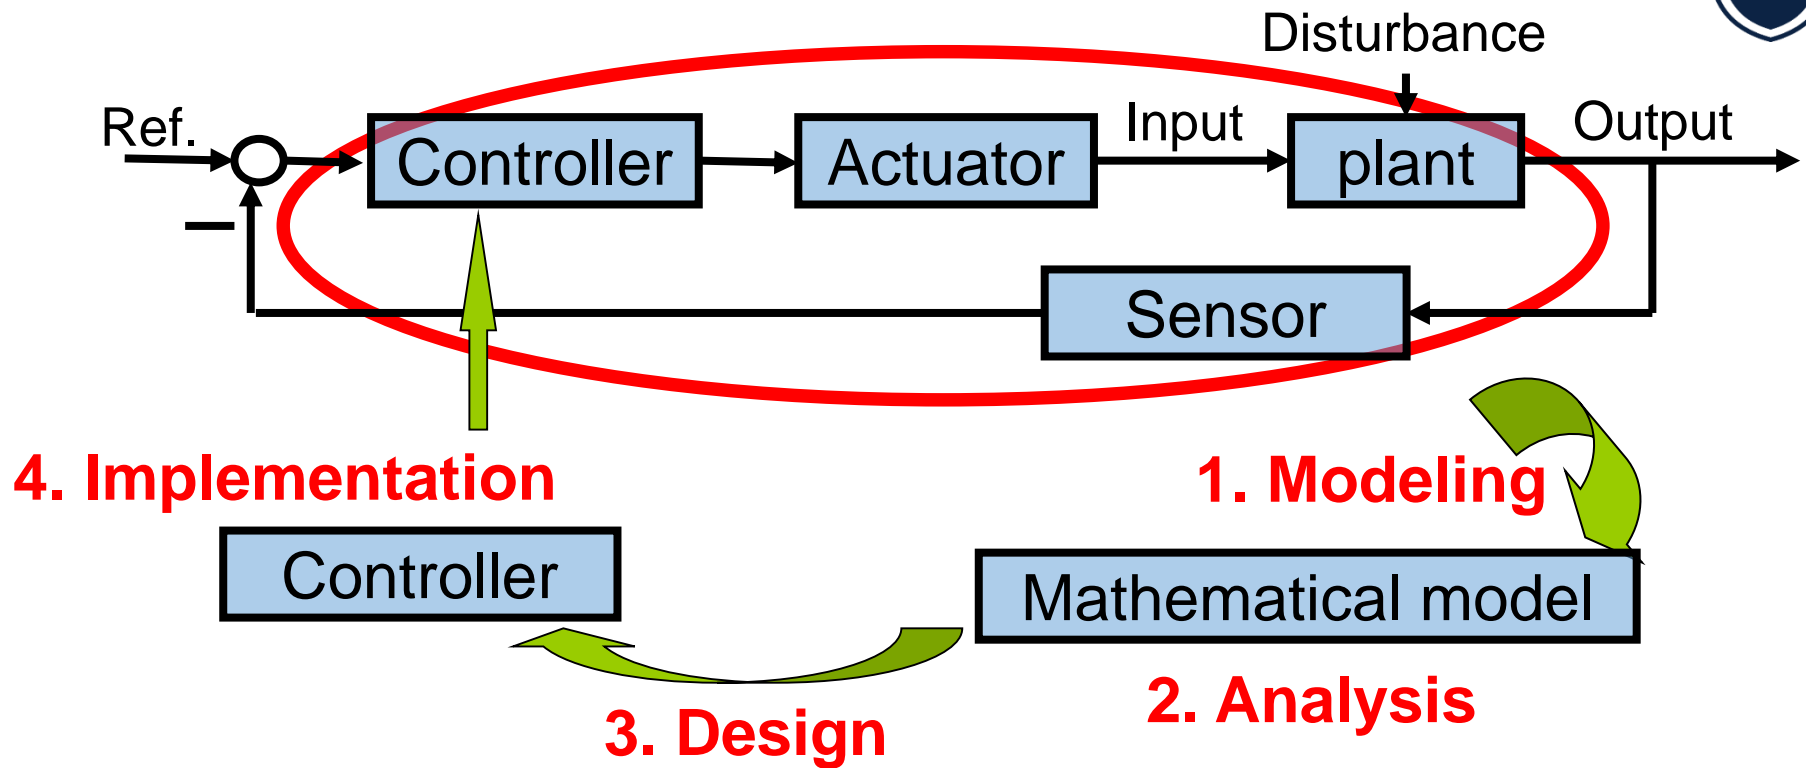 Disturbance
Ref.
Input
Output
Controller
Actuator
plant
–
Sensor
4. Implementation
1. Modeling
Controller
Mathematical model
2. Analysis
3. Design